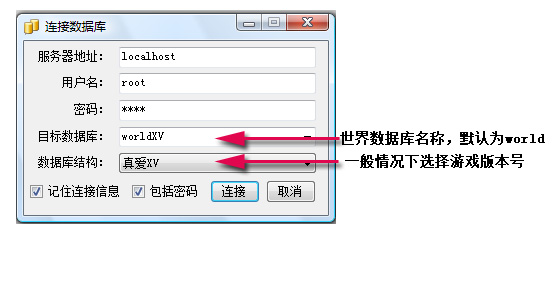 连接数据库
服务器地址: localhost
用户名: root
密码: ****
目标数据库: worldXV
世界数据库名称，默认为world
数据库结构: 真爱XV
一般情况下选择游戏版本号
记住连接信息 包括密码 连接 取消